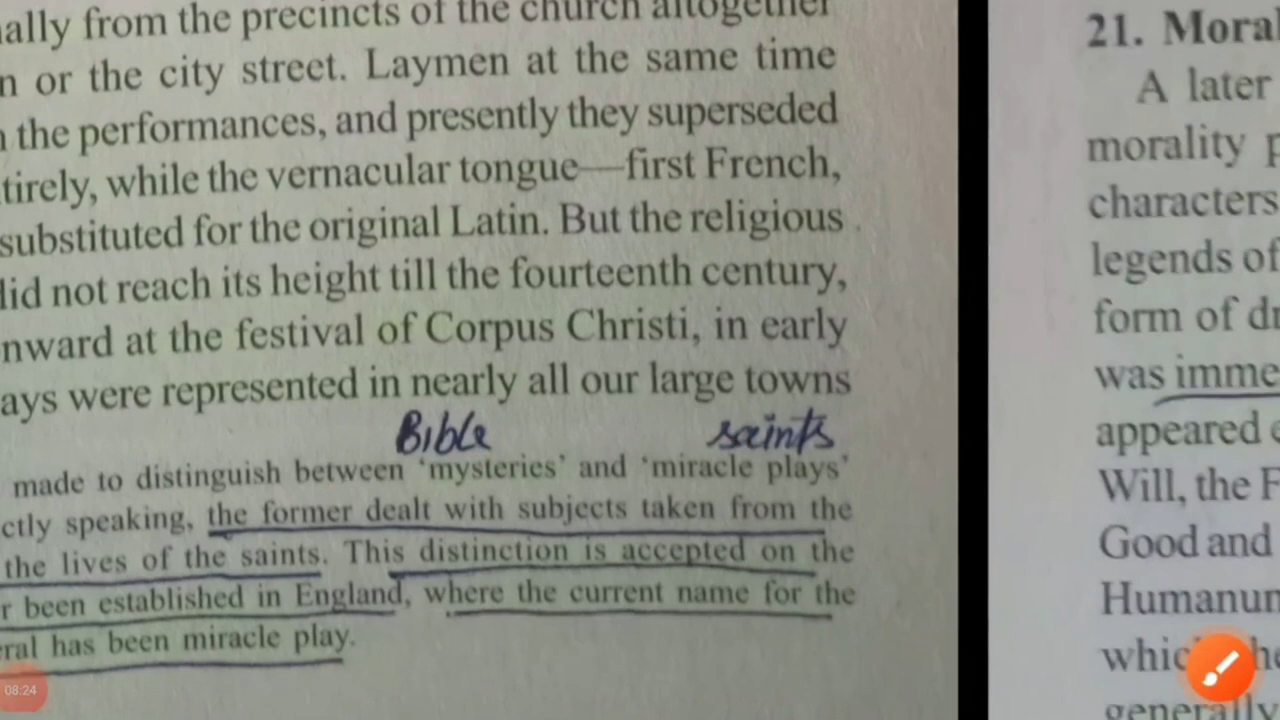 ally from the precincts of the church altogether
n or the city street. Laymen at the same time
the performances, and presently they superseded
tirely, while the vernacular tongue—first French,
substituted for the original Latin. But the religious
did not reach its height till the fourteenth century,
nward at the festival of Corpus Christi, in early
ays were represented in nearly all our large towns
Bible saints
made to distinguish between ‘mysteries’ and ‘miracle plays’
ctly speaking, the former dealt with subjects taken from the
the lives of the saints. This distinction is accepted on the
r been established in England, where the current name for the
eral has been miracle play.
08:24
21. Moral
A later
morality p
characters
legends of
form of dr
was imme
appeared
Will, the F
Good and
Humanum
which he
generally